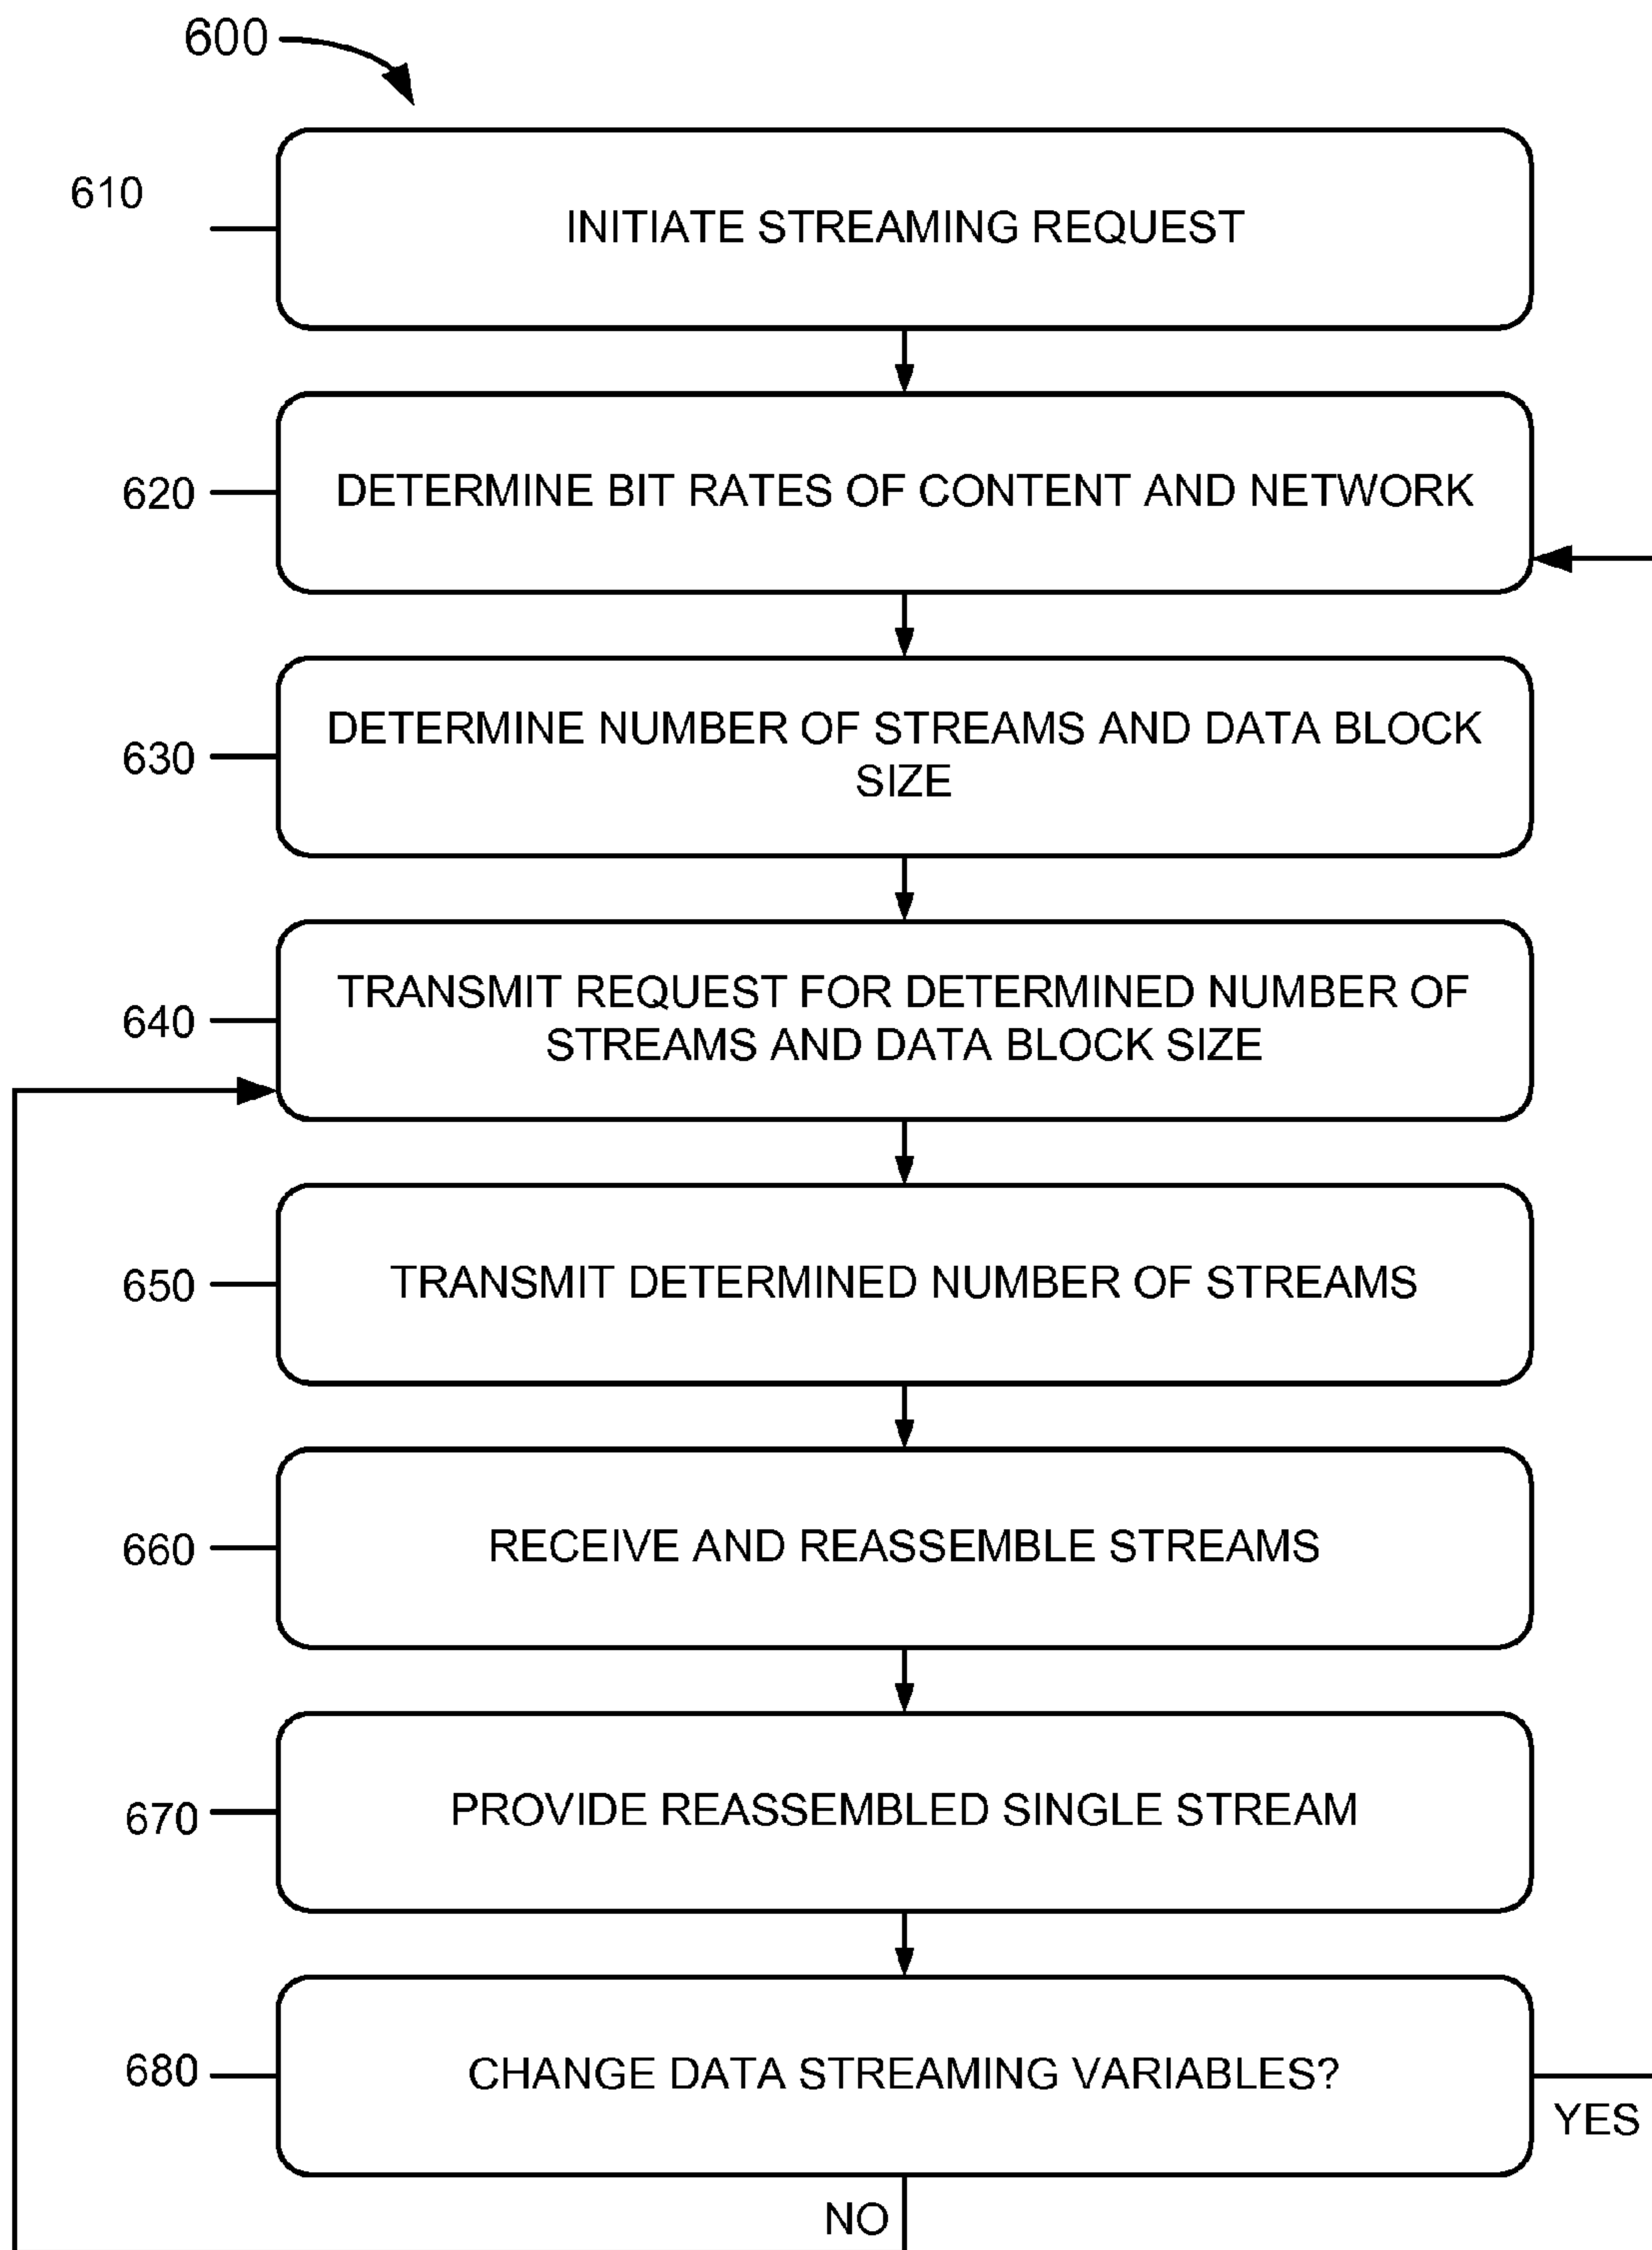 600
610
INITIATE STREAMING REQUEST
620
DETERMINE BIT RATES OF CONTENT AND NETWORK
630
DETERMINE NUMBER OF STREAMS AND DATA BLOCK
SIZE
640
TRANSMIT REQUEST FOR DETERMINED NUMBER OF
STREAMS AND DATA BLOCK SIZE
650
TRANSMIT DETERMINED NUMBER OF STREAMS
660
RECEIVE AND REASSEMBLE STREAMS
670
PROVIDE REASSEMBLED SINGLE STREAM
680
CHANGE DATA STREAMING VARIABLES?
YES
NO